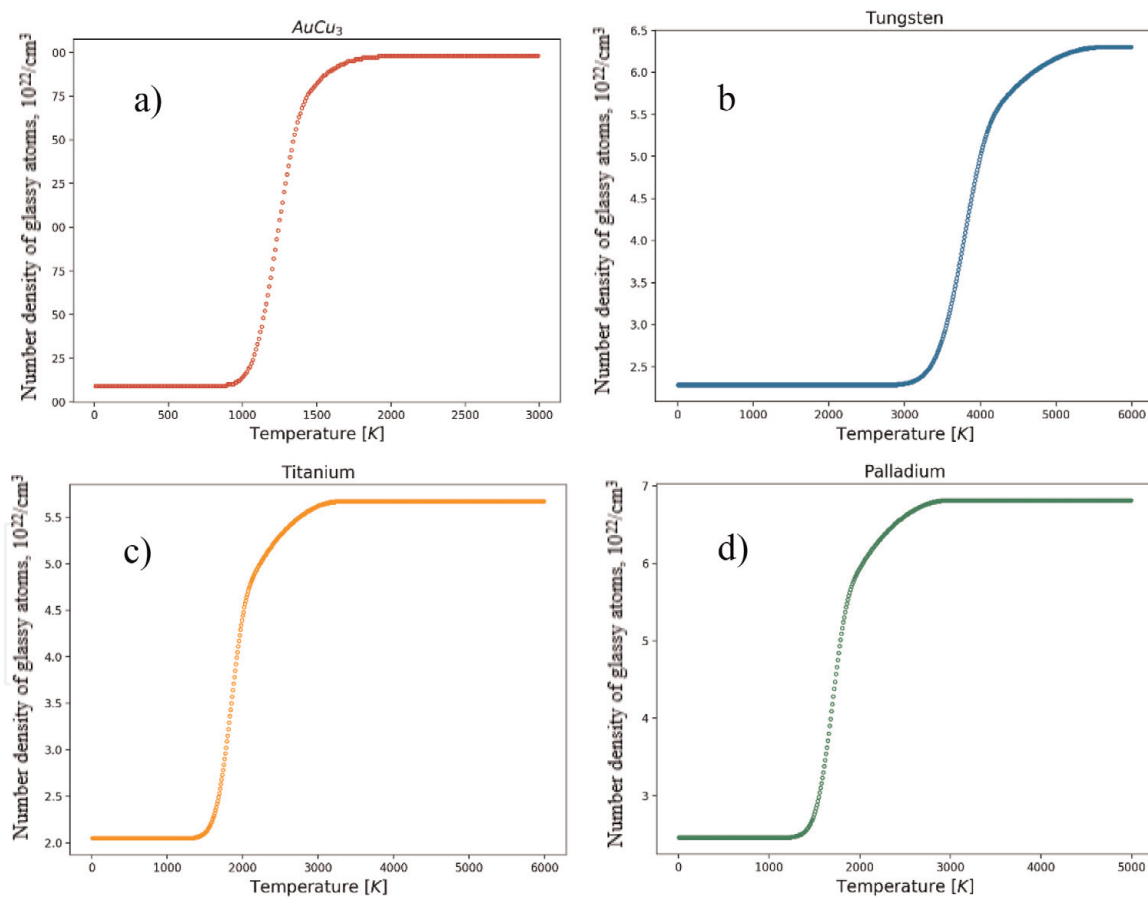 AuCu₃
Number density of glassy atoms, 10²²/cm³
a)
00
75
50
25
00
75
50
25
00
0 500 1000 1500 2000 2500 3000
Temperature [K]
Tungsten
Number density of glassy atoms, 10²²/cm³
b
6.5
6.0
5.5
5.0
4.5
4.0
3.5
3.0
2.5
0 1000 2000 3000 4000 5000 6000
Temperature [K]
Titanium
Number density of glassy atoms, 10²²/cm³
c)
5.5
5.0
4.5
4.0
3.5
3.0
2.5
2.0
0 1000 2000 3000 4000 5000 6000
Temperature [K]
Palladium
Number density of glassy atoms, 10²²/cm³
d)
7
6
5
4
3
0 1000 2000 3000 4000 5000
Temperature [K]